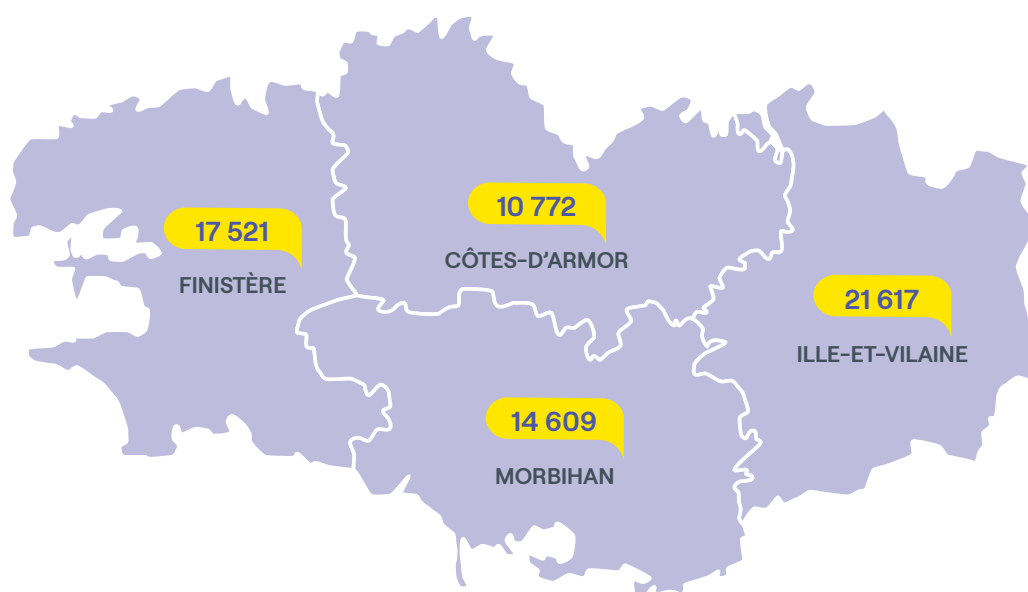 17 521
FINISTÈRE
10 772
CÔTES-D'ARMOR
21 617
ILLE-ET-VILAINE
14 609
MORBIHAN